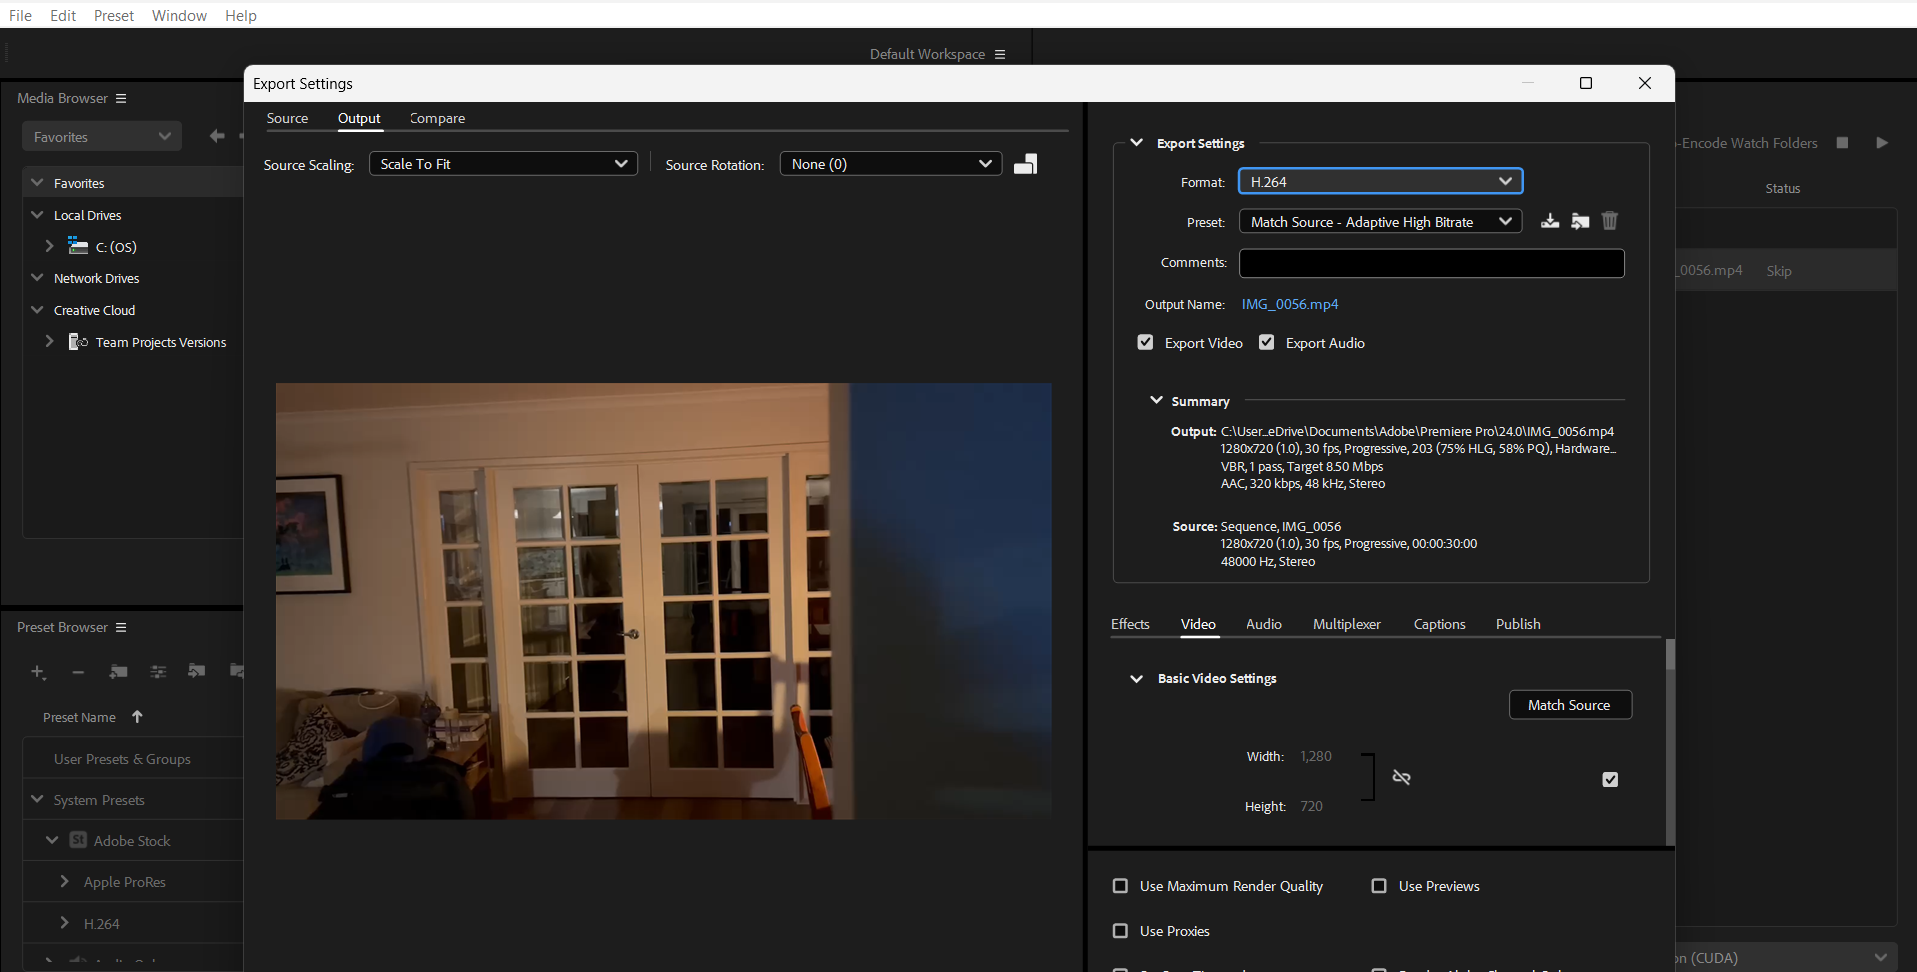 File Edit Preset Window Help
Default Workspace
Media Browser
Favorites
Favorites
Local Drives
C: (OS)
Network Drives
Creative Cloud
Team Projects Versions
Preset Browser
Preset Name
User Presets & Groups
System Presets
St Adobe Stock
Apple ProRes
H.264
Export Settings
Source Output Compare
Source Scaling: Scale To Fit Source Rotation: None (0)
Export Settings
Format: H.264
Preset: Match Source - Adaptive High Bitrate
Comments:
Output Name: IMG_0056.mp4
Export Video Export Audio
Summary
Output: C:\User...eDrive\Documents\Adobe\Premiere Pro\24.0\IMG_0056.mp4
1280x720 (1.0), 30 fps, Progressive, 203 (75% HLG, 58% PQ), Hardware...
VBR, 1 pass, Target 8.50 Mbps
AAC, 320 kbps, 48 kHz, Stereo
Source: Sequence, IMG_0056
1280x720 (1.0), 30 fps, Progressive, 00:00:30:00
48000 Hz, Stereo
Effects Video Audio Multiplexer Captions Publish
Basic Video Settings
Match Source
Width: 1,280
Height: 720
Use Maximum Render Quality Use Previews
Use Proxies
-Encode Watch Folders
Status
_0056.mp4 Skip
on (CUDA)